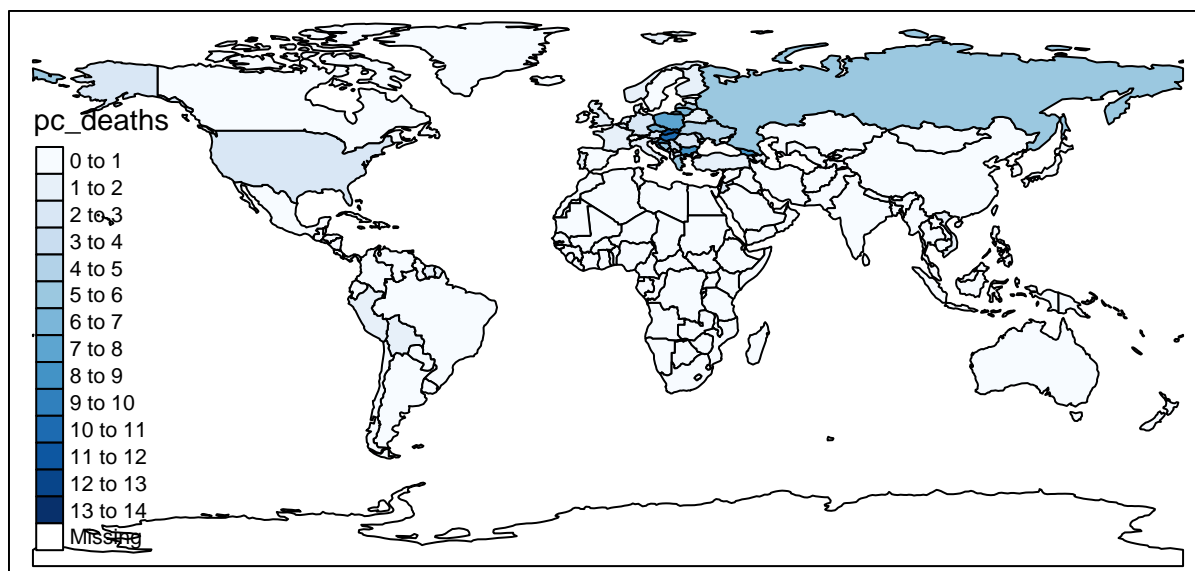 pc_deaths
0 to 1
1 to 2
2 to 3
3 to 4
4 to 5
5 to 6
6 to 7
7 to 8
8 to 9
9 to 10
10 to 11
11 to 12
12 to 13
13 to 14
Missing